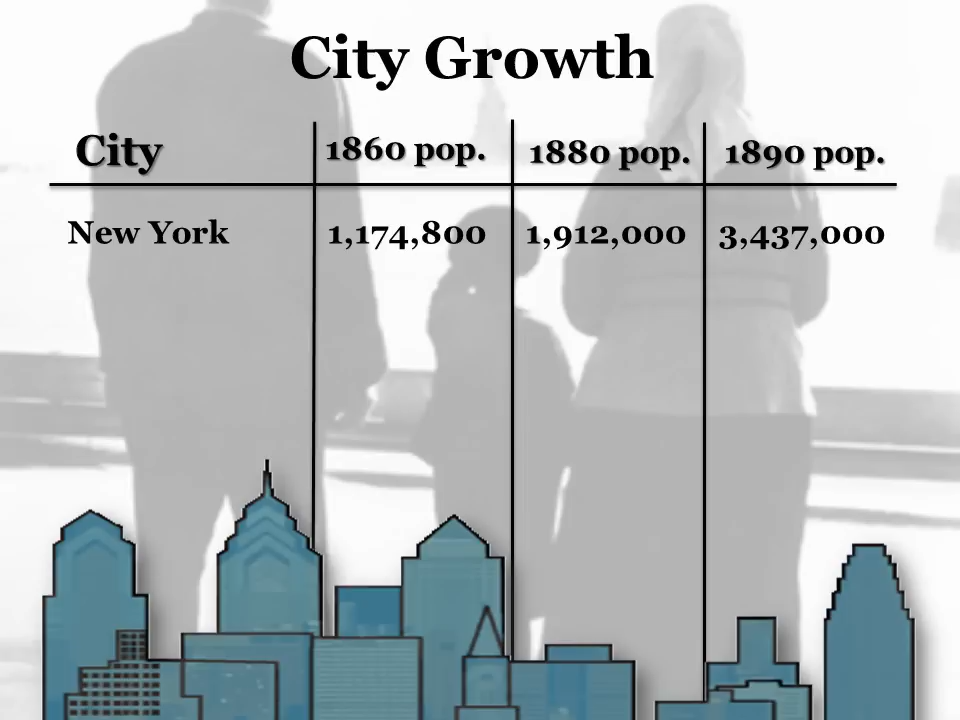 City Growth
City 1860 pop. 1880 pop. 1890 pop.
New York 1,174,800 1,912,000 3,437,000